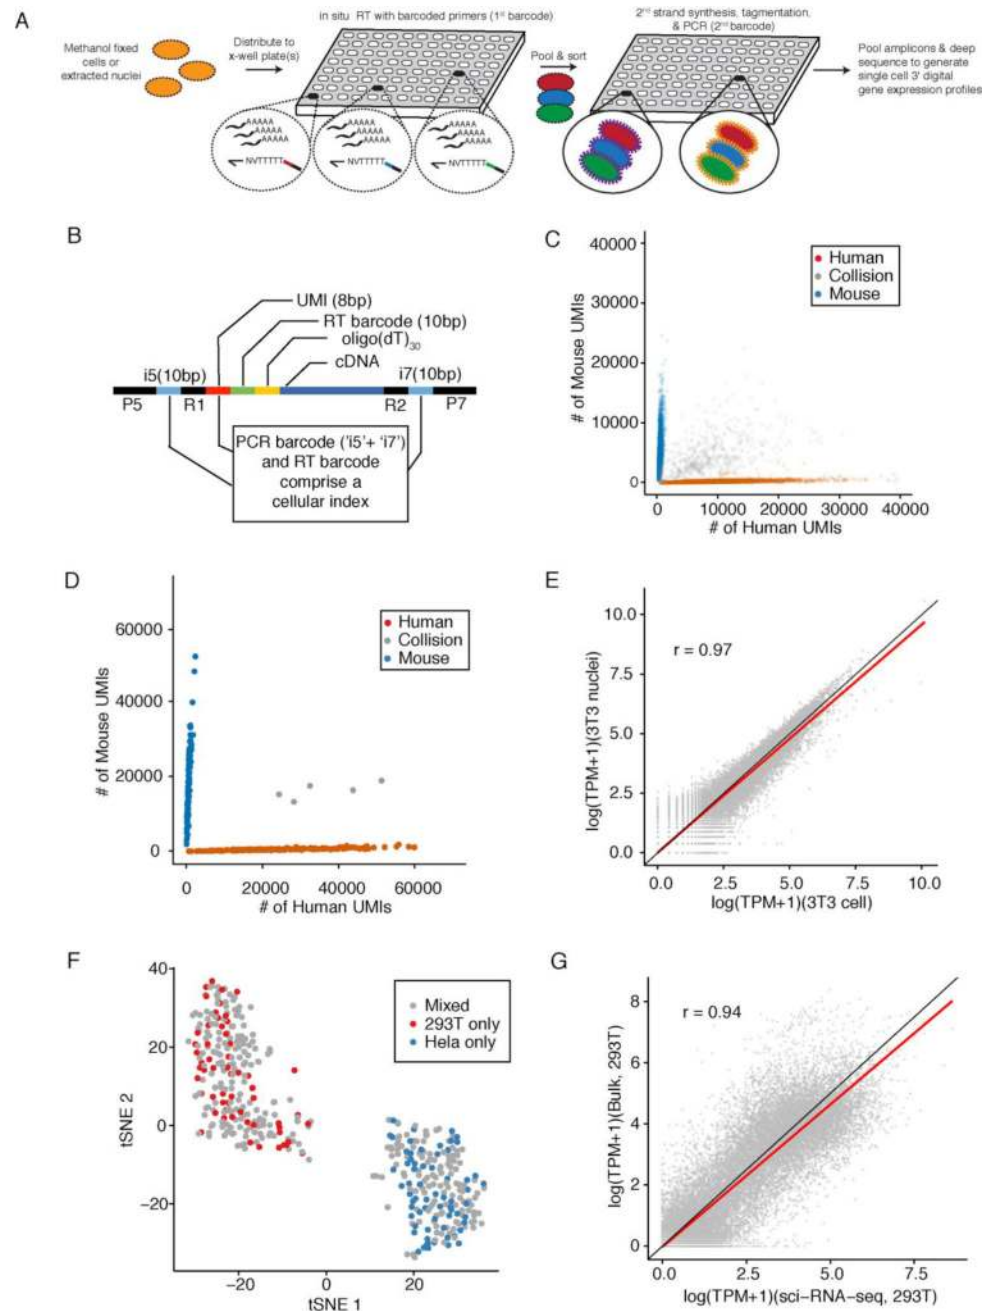 A
Methanol fixed
cells or
extracted nuclei
Distribute to
x-well plate(s)
in situ RT with barcoded primers (1st barcode)
Pool & sort
2nd strand synthesis, tagmentation,
& PCR (2nd barcode)
Pool amplicons & deep
sequence to generate
single cell 3' digital
gene expression profiles
AAAAA
AAAAA
AAAAA
NVTTTTT
AAAAA
AAAAA
AAAAA
NVTTTTT
AAAAA
AAAAA
AAAAA
NVTTTTT
B
UMI (8bp)
RT barcode (10bp)
oligo(dT)30
cDNA
i5(10bp)
i7(10bp)
P5
R1
R2
P7
PCR barcode ('i5'+ 'i7')
and RT barcode
comprise a
cellular index
C
# of Mouse UMIs
40000
30000
20000
10000
0
Human
Collision
Mouse
0 10000 20000 30000 40000
# of Human UMIs
D
# of Mouse UMIs
60000
40000
20000
0
Human
Collision
Mouse
0 20000 40000 60000
# of Human UMIs
E
log(TPM+1)(3T3 nuclei)
10.0
7.5
5.0
2.5
0.0
r = 0.97
0.0 2.5 5.0 7.5 10.0
log(TPM+1)(3T3 cell)
F
tSNE 2
40
20
0
−20
Mixed
293T only
Hela only
−20 0 20
tSNE 1
G
log(TPM+1)(Bulk, 293T)
8
6
4
2
0
r = 0.94
0.0 2.5 5.0 7.5
log(TPM+1)(sci−RNA−seq, 293T)